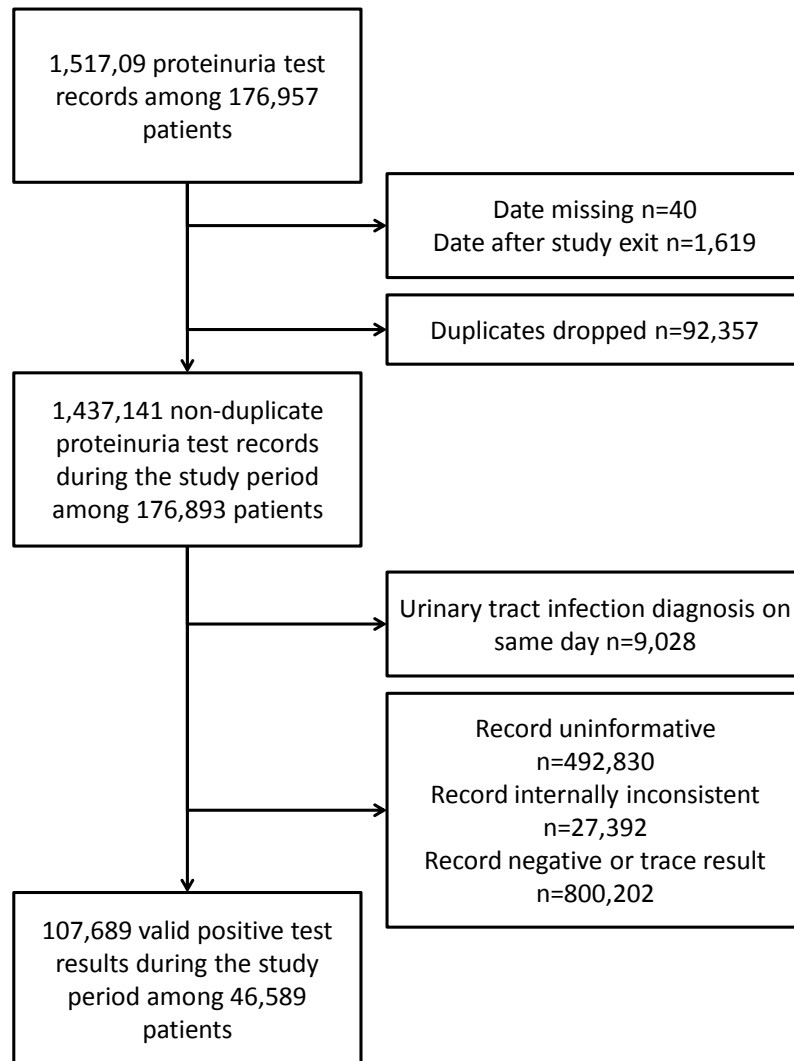 1,517,09 proteinuria test
records among 176,957
patients
Date missing n=40
Date after study exit n=1,619
Duplicates dropped n=92,357
1,437,141 non-duplicate
proteinuria test records
during the study period
among 176,893 patients
Urinary tract infection diagnosis on
same day n=9,028
Record uninformative
n=492,830
Record internally inconsistent
n=27,392
Record negative or trace result
n=800,202
107,689 valid positive test
results during the study
period among 46,589
patients